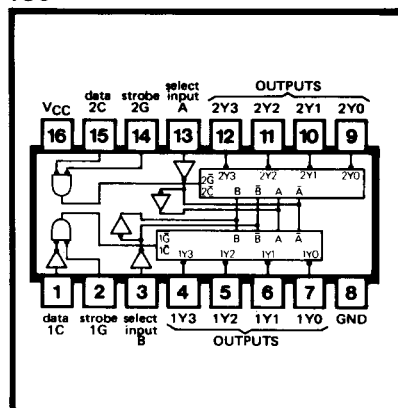 data strobe select OUTPUTS
VCC 2C 2G input A 2Y3 2Y2 2Y1 2Y0
16 15 14 13 12 11 10 9
2G̅ 2Y3 2Y2 2Y1 2Y0
2C̅ B B̅ A A̅
1G̅ B B̅ A A̅
1C̅ 1Y3 1Y2 1Y1 1Y0
1 2 3 4 5 6 7 8
data strobe select 1Y3 1Y2 1Y1 1Y0 GND
1C 1G input B OUTPUTS